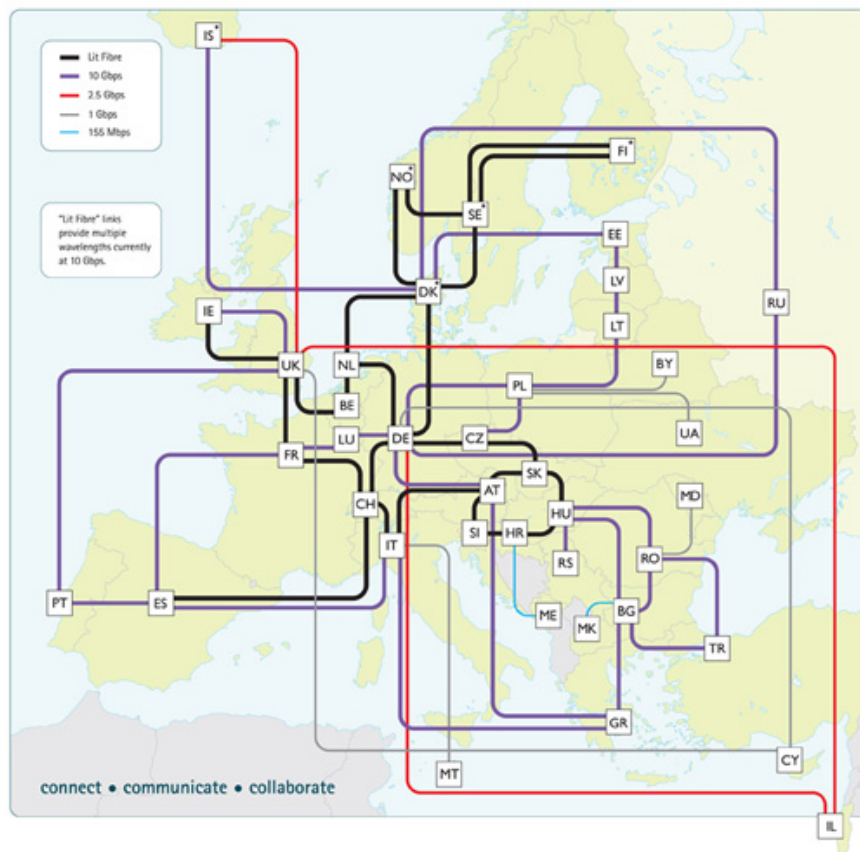 IS+
Lit Fibre
10 Gbps
2.5 Gbps
1 Gbps
155 Mbps
"Lit Fibre" links
provide multiple
wavelengths currently
at 10 Gbps.
FI+
NO+
SE+
EE
LV
DK+
RU
IE
LT
UK
NL
BY
PL
BE
UA
LU
DE
CZ
FR
SK
AT
MD
CH
HU
SI
HR
IT
RO
RS
PT
ES
BG
ME
MK
TR
GR
CY
MT
connect • communicate • collaborate
IL